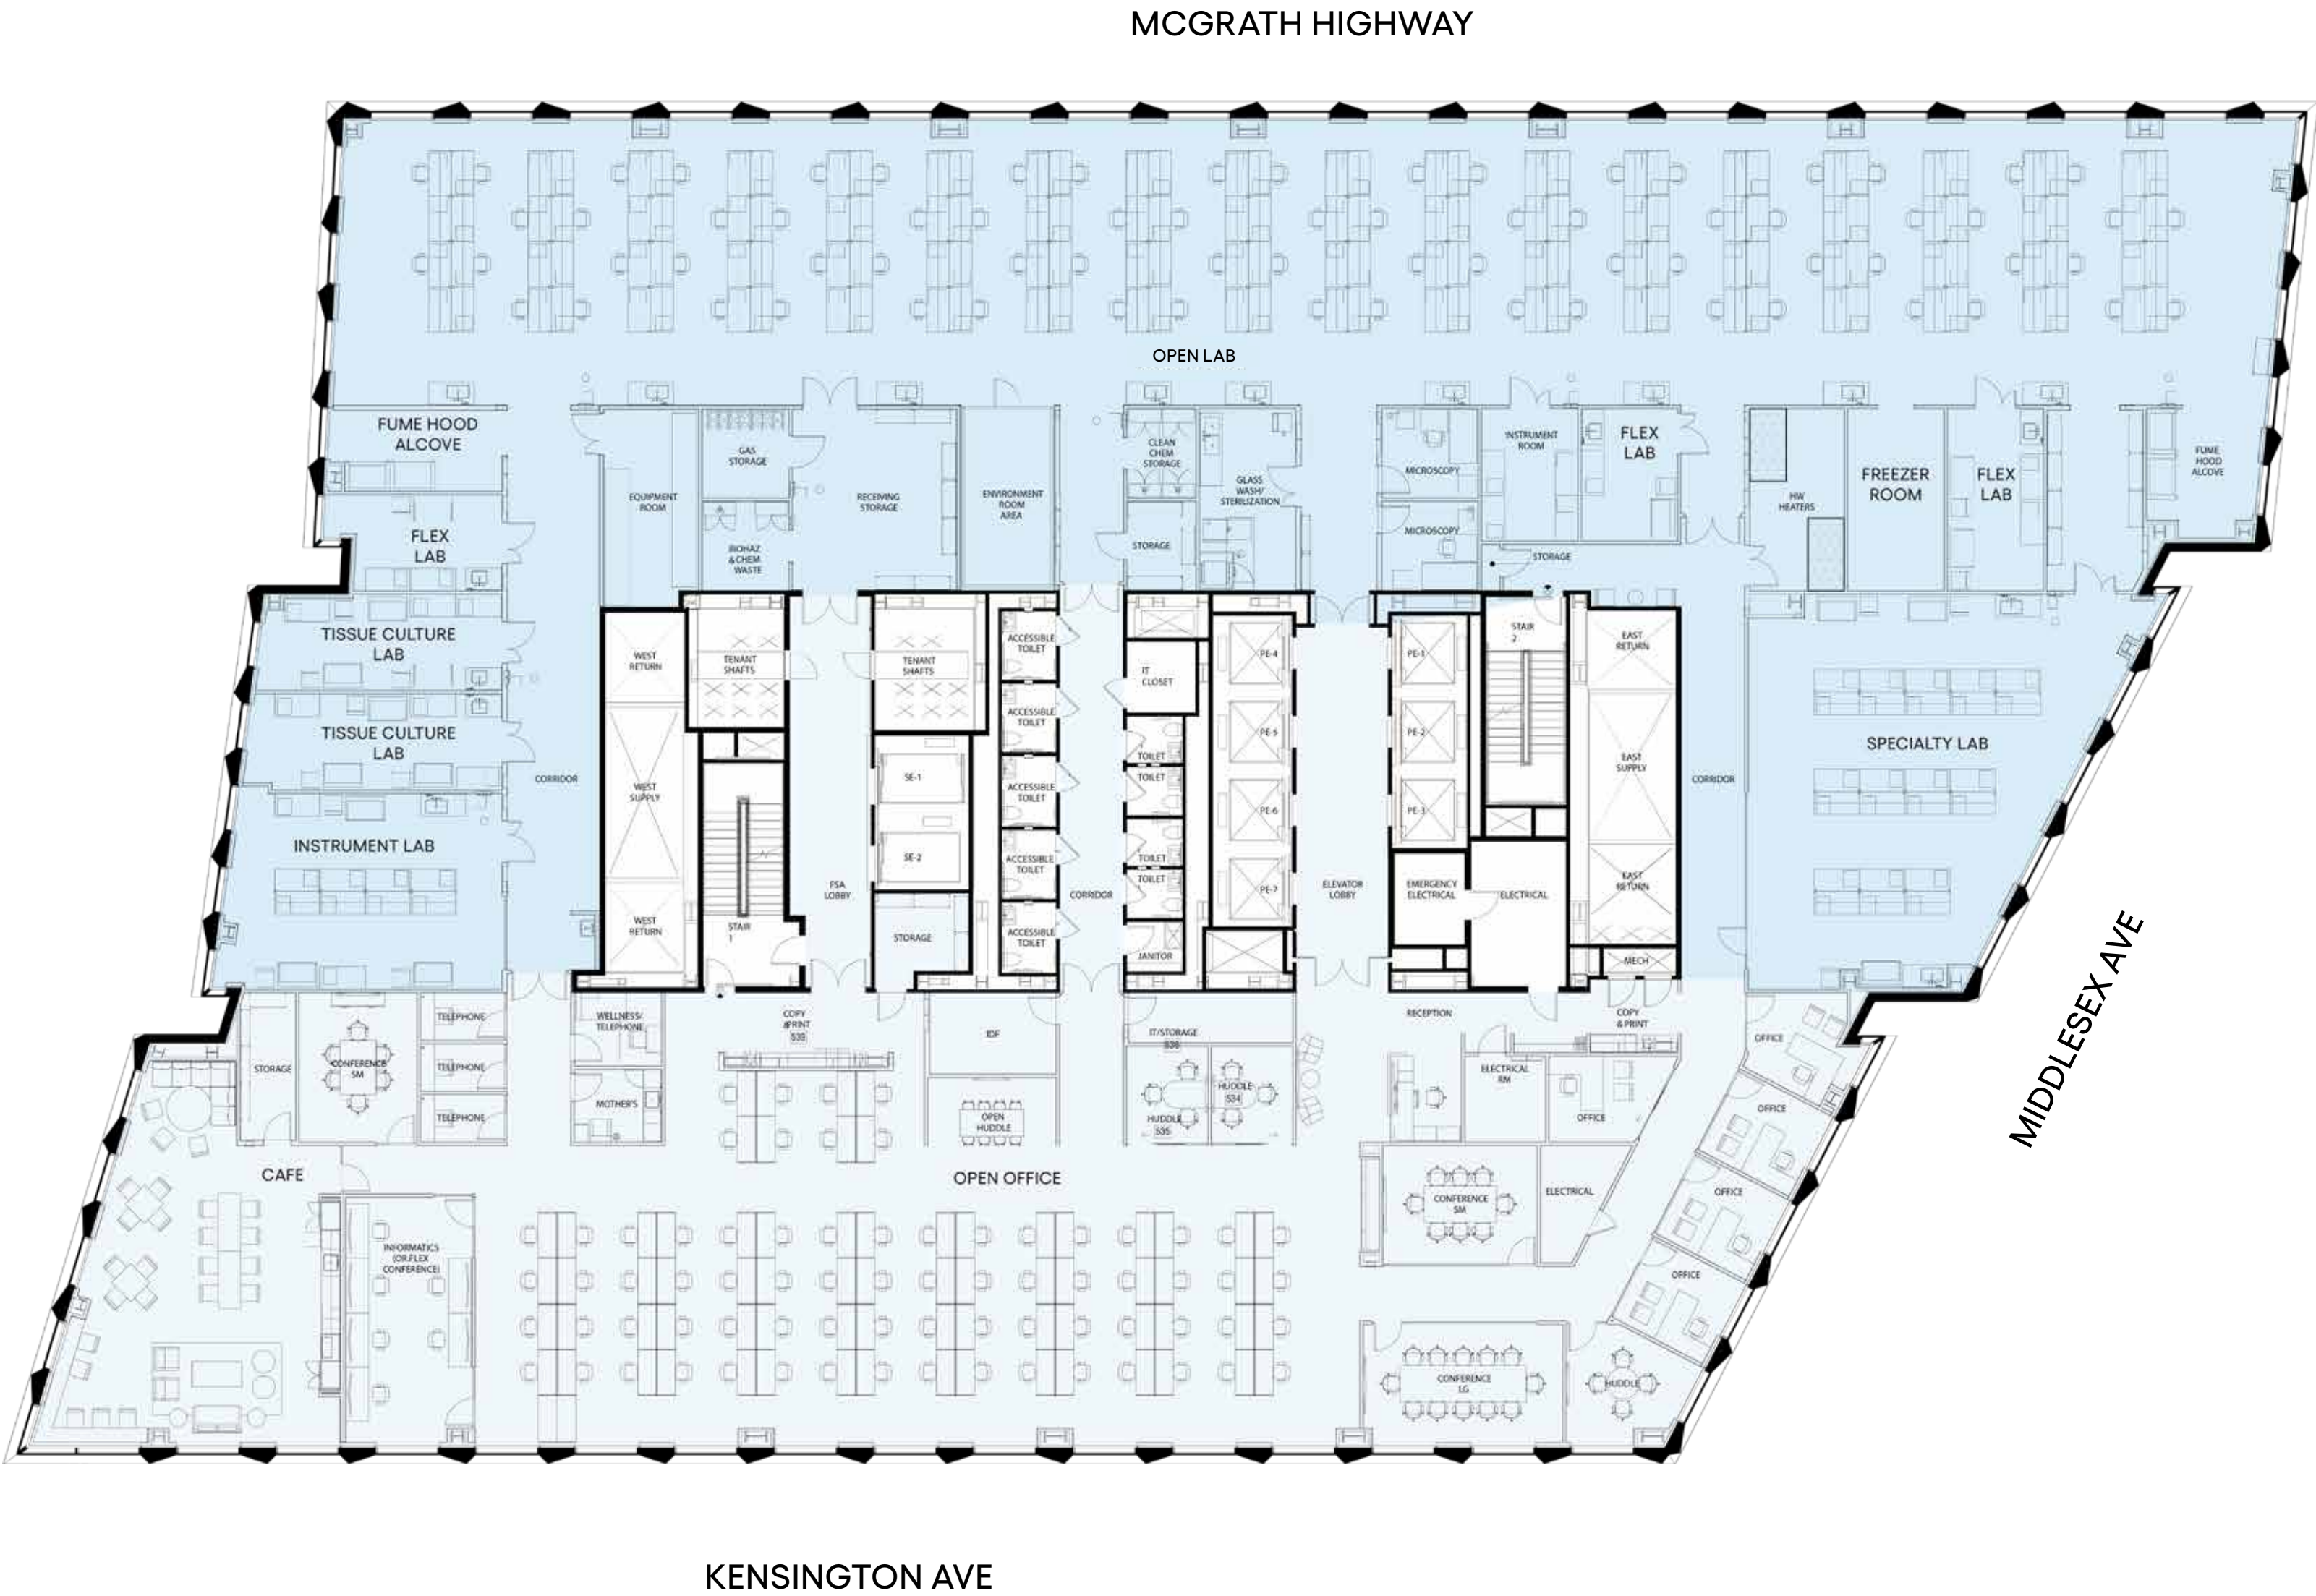 MCGRATH HIGHWAY
OPEN LAB
FUME HOOD
ALCOVE
FLEX
LAB
EQUIPMENT
ROOM
GAS
STORAGE
BIOHAZ
& CHEM
WASTE
RECEIVING
STORAGE
ENVIRONMENT
ROOM
AREA
CLEAN
CHEM
STORAGE
STORAGE
GLASS
WASH/
STERILIZATION
MICROSCOPY
MICROSCOPY
INSTRUMENT
ROOM
FLEX
LAB
STORAGE
HW
HEATERS
FREEZER
ROOM
FLEX
LAB
FUME
HOOD
ALCOVE
TISSUE CULTURE
LAB
TISSUE CULTURE
LAB
INSTRUMENT LAB
CORRIDOR
WEST
RETURN
WEST
SUPPLY
WEST
RETURN
TENANT
SHAFTS
STAIR
1
FSA
LOBBY
TENANT
SHAFTS
SE-1
SE-2
STORAGE
ACCESSIBLE
TOILET
ACCESSIBLE
TOILET
ACCESSIBLE
TOILET
ACCESSIBLE
TOILET
ACCESSIBLE
TOILET
CORRIDOR
IT
CLOSET
TOILET
TOILET
TOILET
TOILET
JANITOR
PE-4
PE-5
PE-6
PE-7
ELEVATOR
LOBBY
PE-1
PE-2
PE-3
EMERGENCY
ELECTRICAL
ELECTRICAL
STAIR
2
EAST
RETURN
EAST
SUPPLY
EAST
RETURN
MECH
CORRIDOR
SPECIALTY LAB
MIDDLESEX AVE
STORAGE
CONFERENCE
SM
TELEPHONE
TELEPHONE
TELEPHONE
WELLNESS/
TELEPHONE
MOTHER'S
COPY
&PRINT
539
IDF
OPEN
HUDDLE
IT/STORAGE
536
HUDDLE
535
HUDDLE
534
RECEPTION
ELECTRICAL
RM
COPY
& PRINT
OFFICE
OFFICE
OFFICE
OFFICE
OFFICE
CAFE
OPEN OFFICE
INFORMATICS
(OR FLEX
CONFERENCE)
CONFERENCE
SM
ELECTRICAL
CONFERENCE
LG
HUDDLE
KENSINGTON AVE